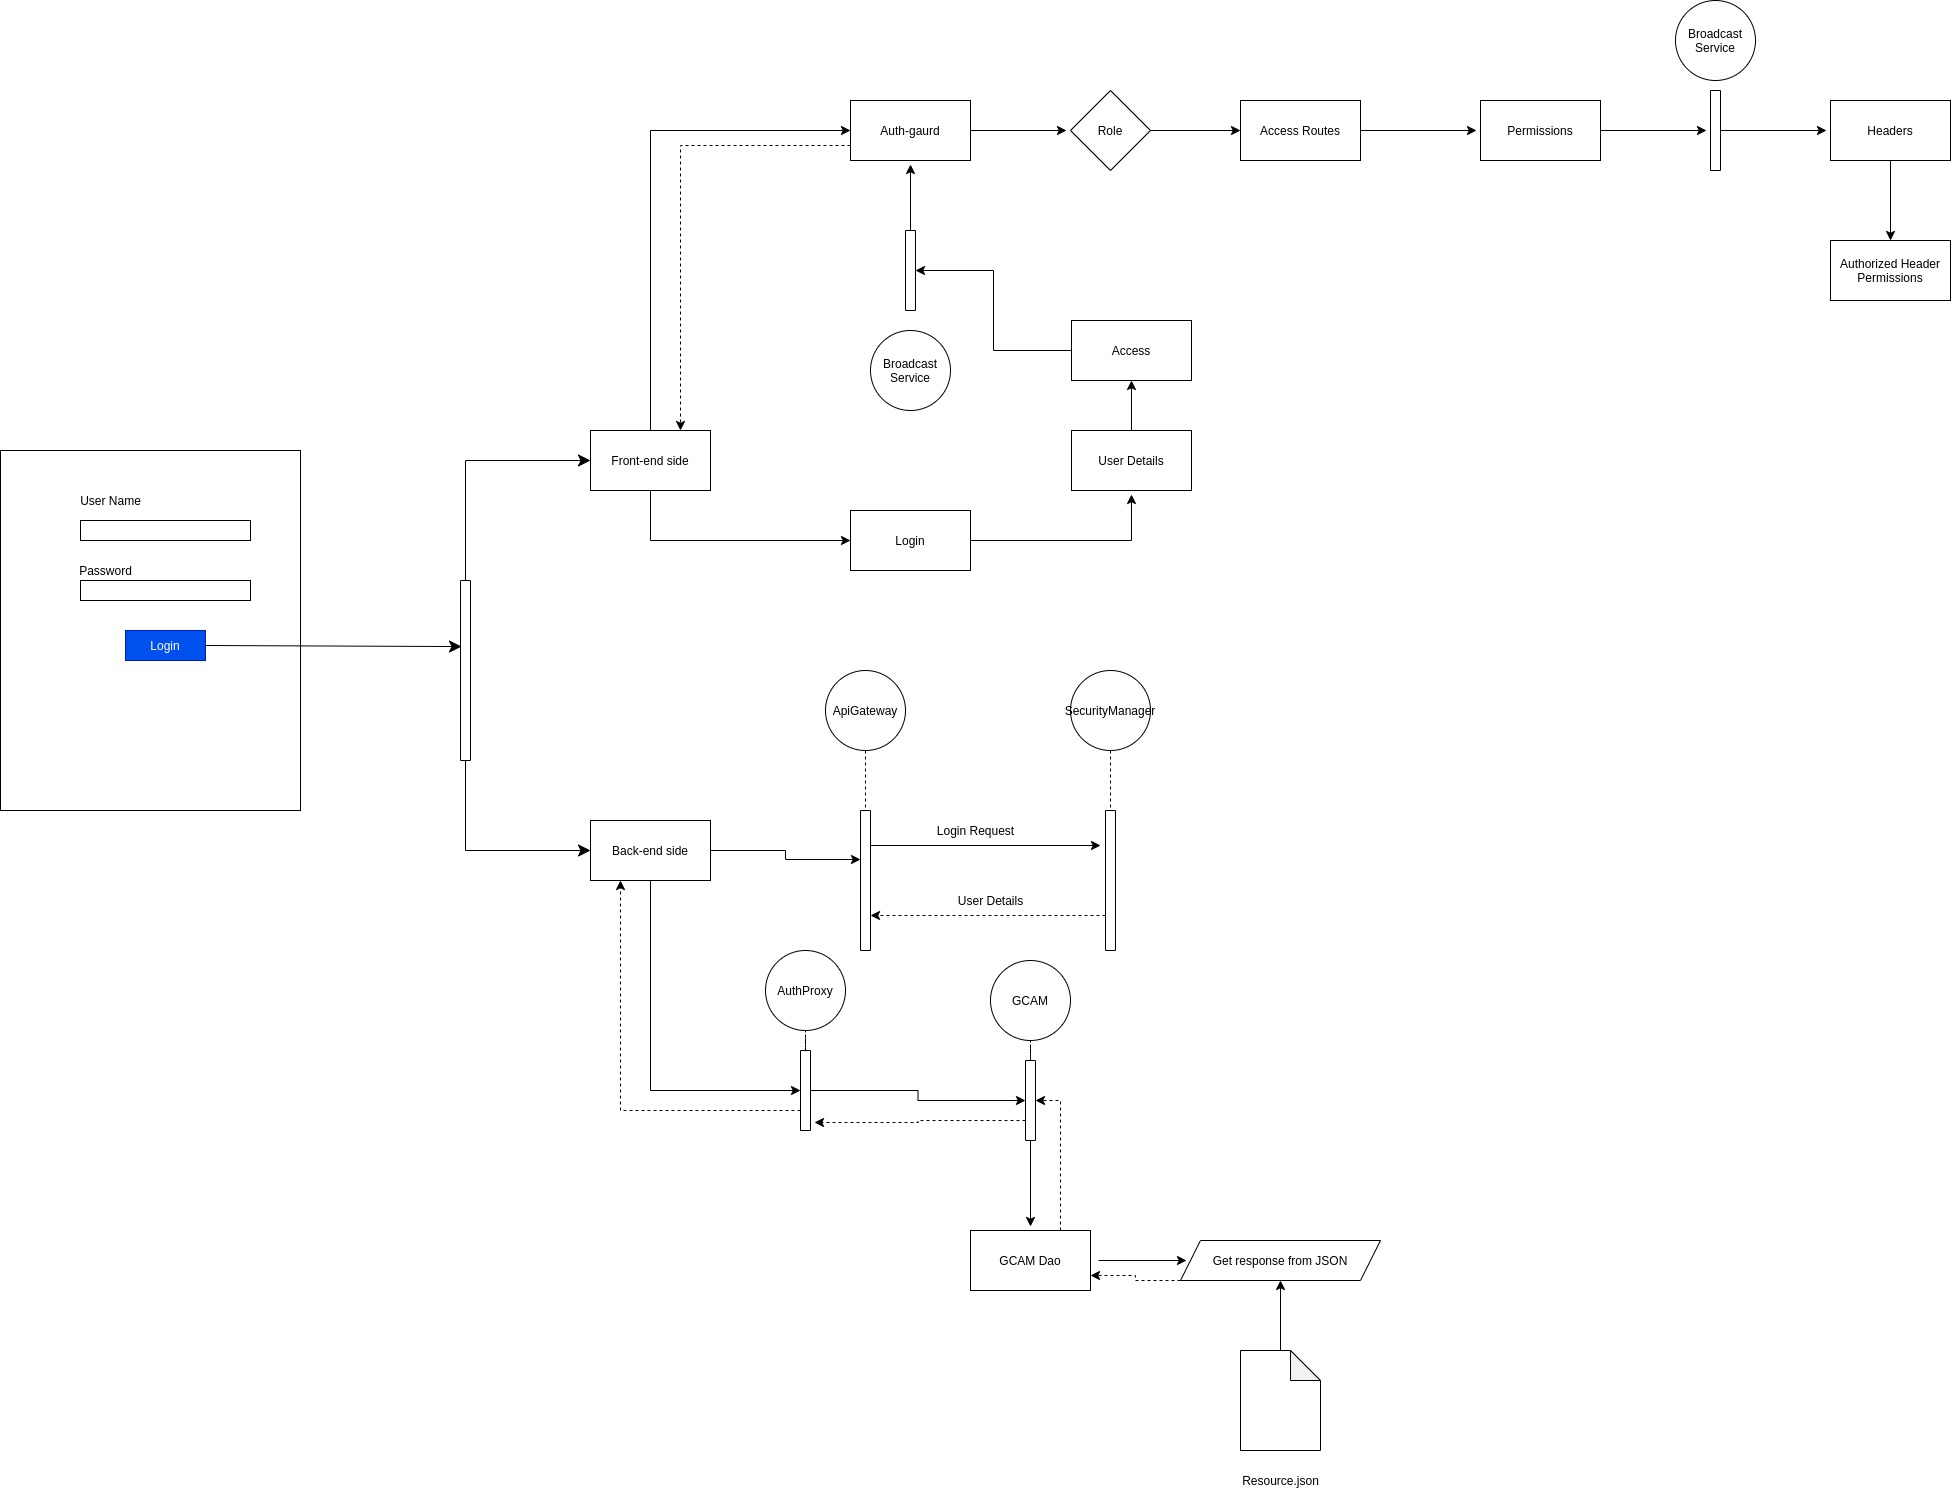 Broadcast
Service
Auth-gaurd
Role
Access Routes
Permissions
Headers
Authorized Header
Permissions
Access
Broadcast
Service
Front-end side
User Details
User Name
Login
Password
Login
ApiGateway
SecurityManager
Login Request
Back-end side
User Details
AuthProxy
GCAM
GCAM Dao
Get response from JSON
Resource.json